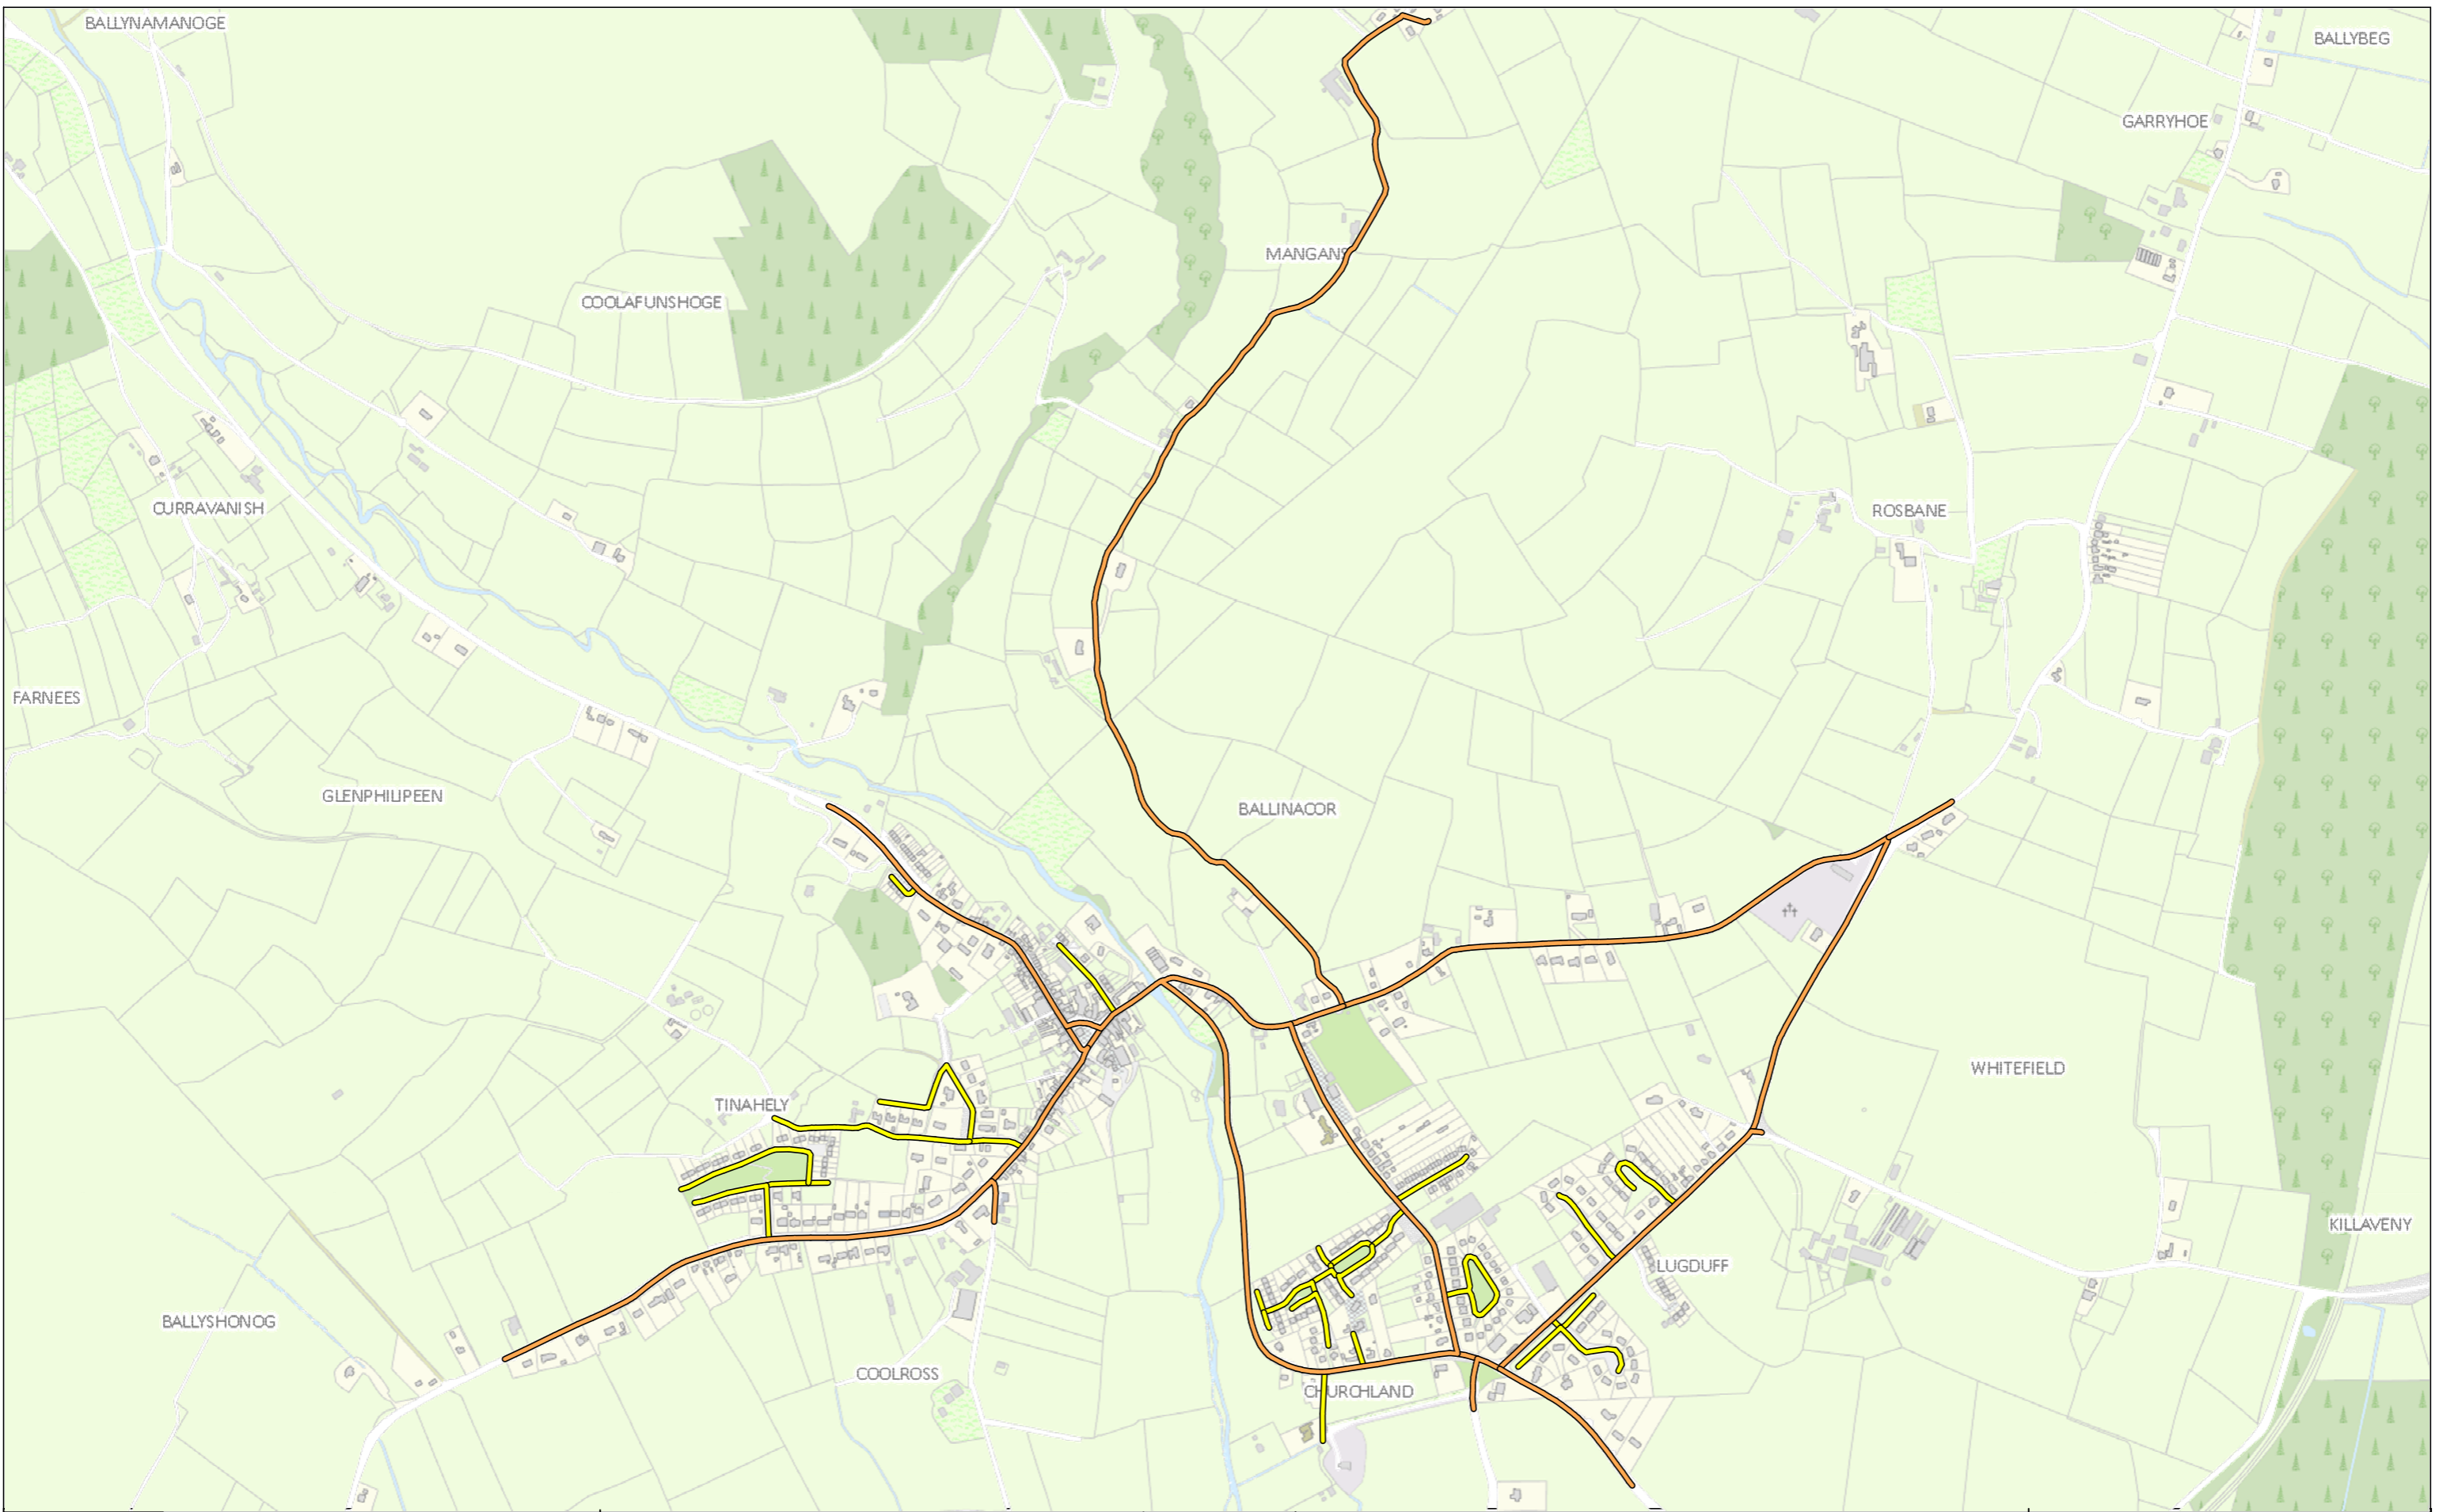 BALLYNAMANOGE
BALLYBEG
GARRYHOE
MANGANS
COOLAFUNSHOGE
CURRAVANISH
ROSBANE
FARNEES
GLENPHILIPEEN
BALLINACOR
WHITEFIELD
TINAHELY
KILLAVENY
LUGDUFF
BALLYSHONOG
COOLROSS
CHURCHLAND